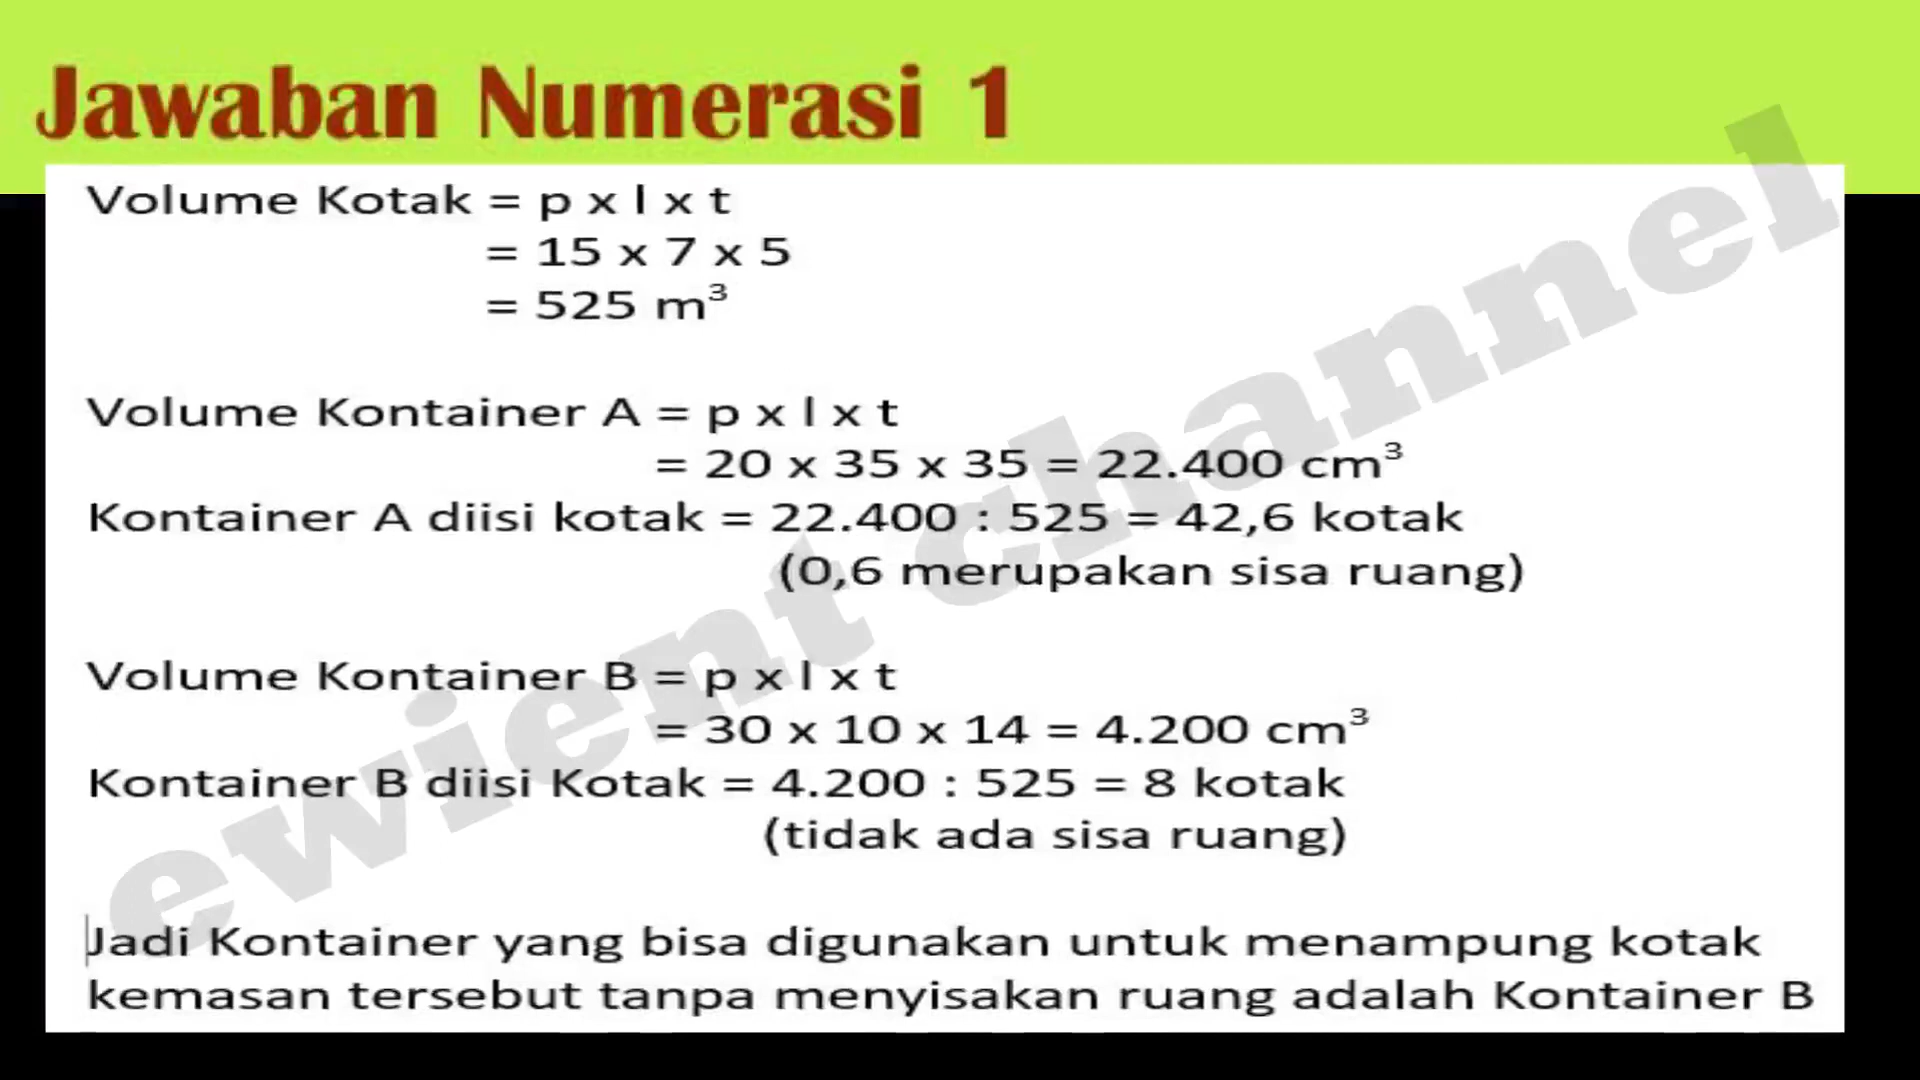 Jawaban Numerasi 1
Volume Kotak = p x l x t
= 15 x 7 x 5
= 525 m³
Volume Kontainer A = p x l x t
= 20 x 35 x 35 = 22.400 cm³
Kontainer A diisi kotak = 22.400 : 525 = 42,6 kotak
(0,6 merupakan sisa ruang)
Volume Kontainer B = p x l x t
= 30 x 10 x 14 = 4.200 cm³
Kontainer B diisi Kotak = 4.200 : 525 = 8 kotak
(tidak ada sisa ruang)
Jadi Kontainer yang bisa digunakan untuk menampung kotak
kemasan tersebut tanpa menyisakan ruang adalah Kontainer B
ewient channel